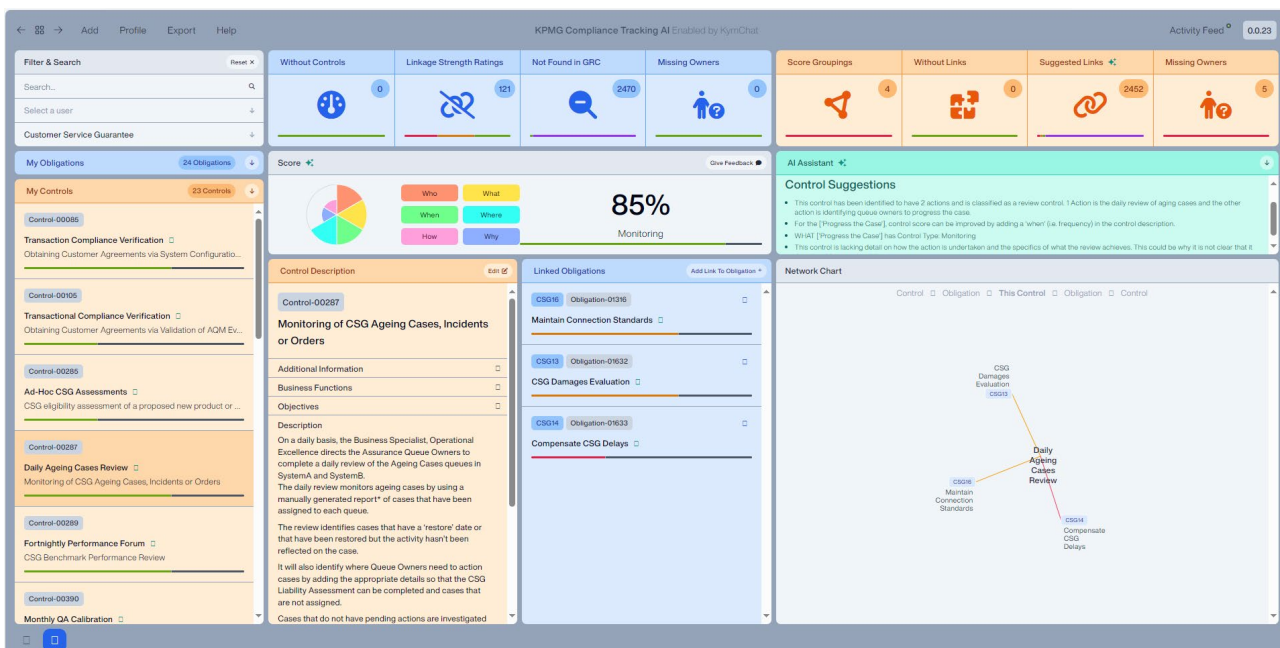 Add Profile Export Help
KPMG Compliance Tracking AI Enabled by KymChat
Activity Feed 0.0.23
Filter & Search Reset ×
Search...
Select a user
Customer Service Guarantee
Without Controls
0
Linkage Strength Ratings
121
Not Found in GRC
2470
Missing Owners
0
Score Groupings
4
Without Links
0
Suggested Links
2452
Missing Owners
5
My Obligations 24 Obligations
My Controls 23 Controls
Control-00085
Transaction Compliance Verification
Obtaining Customer Agreements via System Configuratio...
Control-00105
Transactional Compliance Verification
Obtaining Customer Agreements via Validation of AQM Ev...
Control-00285
Ad-Hoc CSG Assessments
CSG eligibility assessment of a proposed new product or ...
Control-00287
Daily Ageing Cases Review
Monitoring of CSG Ageing Cases, Incidents or Orders
Control-00289
Fortnightly Performance Forum
CSG Benchmark Performance Review
Control-00390
Monthly QA Calibration
Score Give Feedback
Who What
When Where
How Why
85%
Monitoring
AI Assistant
Control Suggestions
This control has been identified to have 2 actions and is classified as a review control. 1 Action is the daily review of aging cases and the other
action is identifying queue owners to progress the case.
For the ['Progress the Case'], control score can be improved by adding a 'when' (i.e. frequency) in the control description.
WHAT ['Progress the Case'] has Control Type: Monitoring
This control is lacking detail on how the action is undertaken and the specifics of what the review achieves. This could be why it is not clear that it
Control Description Edit
Control-00287
Monitoring of CSG Ageing Cases, Incidents
or Orders
Additional Information
Business Functions
Objectives
Description
On a daily basis, the Business Specialist, Operational
Excellence directs the Assurance Queue Owners to
complete a daily review of the Ageing Cases queues in
SystemA and SystemB.
The daily review monitors ageing cases by using a
manually generated report* of cases that have been
assigned to each queue.
The review identifies cases that have a 'restore' date or
that have been restored but the activity hasn't been
reflected on the case.
It will also identify where Queue Owners need to action
cases by adding the appropriate details so that the CSG
Liability Assessment can be completed and cases that
are not assigned.
Cases that do not have pending actions are investigated
Linked Obligations Add Link To Obligation +
CSG16 Obligation-01316
Maintain Connection Standards
CSG13 Obligation-01632
CSG Damages Evaluation
CSG14 Obligation-01633
Compensate CSG Delays
Network Chart
Control Obligation This Control Obligation Control
CSG
Damages
Evaluation
CSG13
Daily
Ageing
Cases
Review
CSG16
Maintain
Connection
Standards
CSG14
Compensate
CSG
Delays